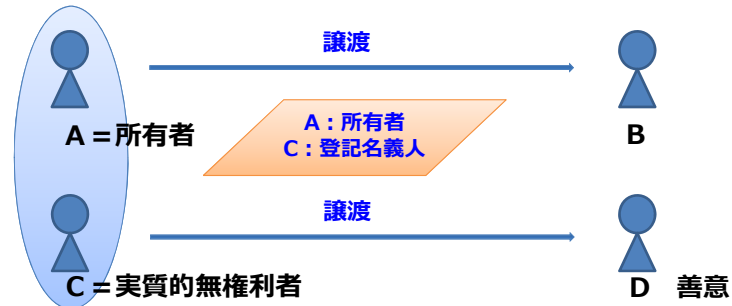 譲渡
A=所有者
A:所有者
C:登記名義人
B
譲渡
C=実質的無権利者
D 善意